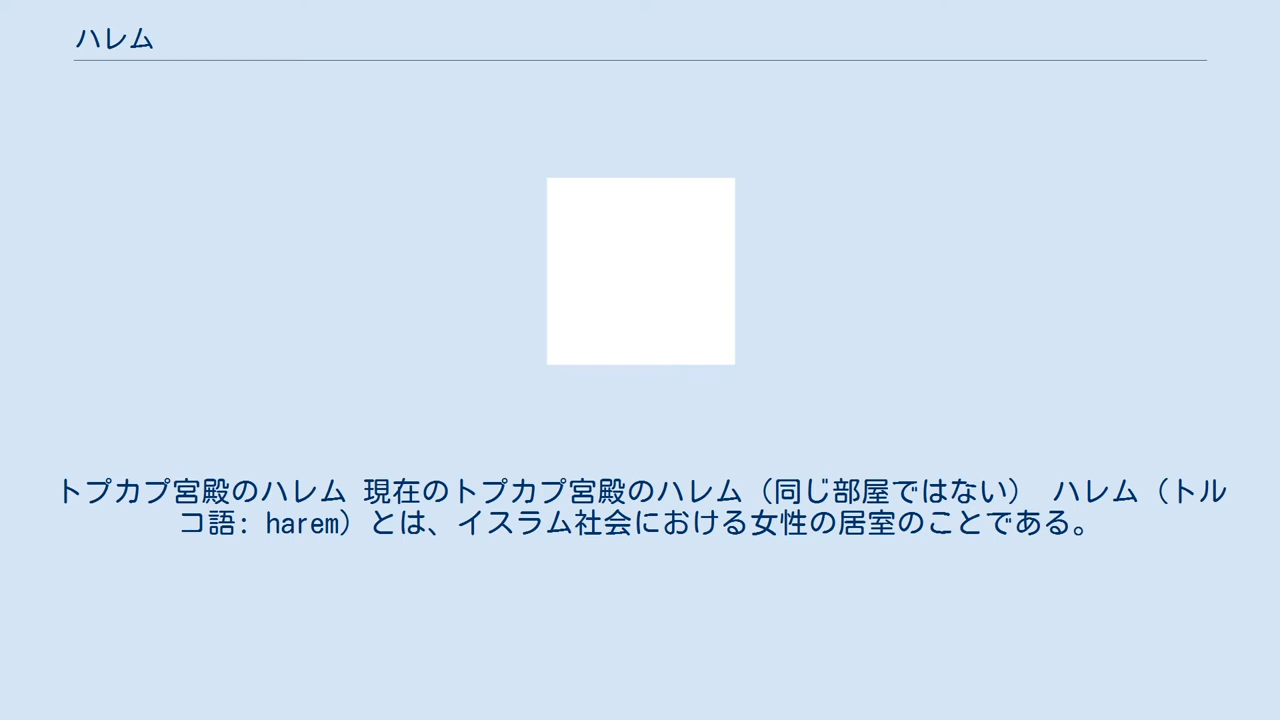 ハレム
トプカプ宮殿のハレム 現在のトプカプ宮殿のハレム（同じ部屋ではない） ハレム（トル
コ語: harem）とは、イスラム社会における女性の居室のことである。